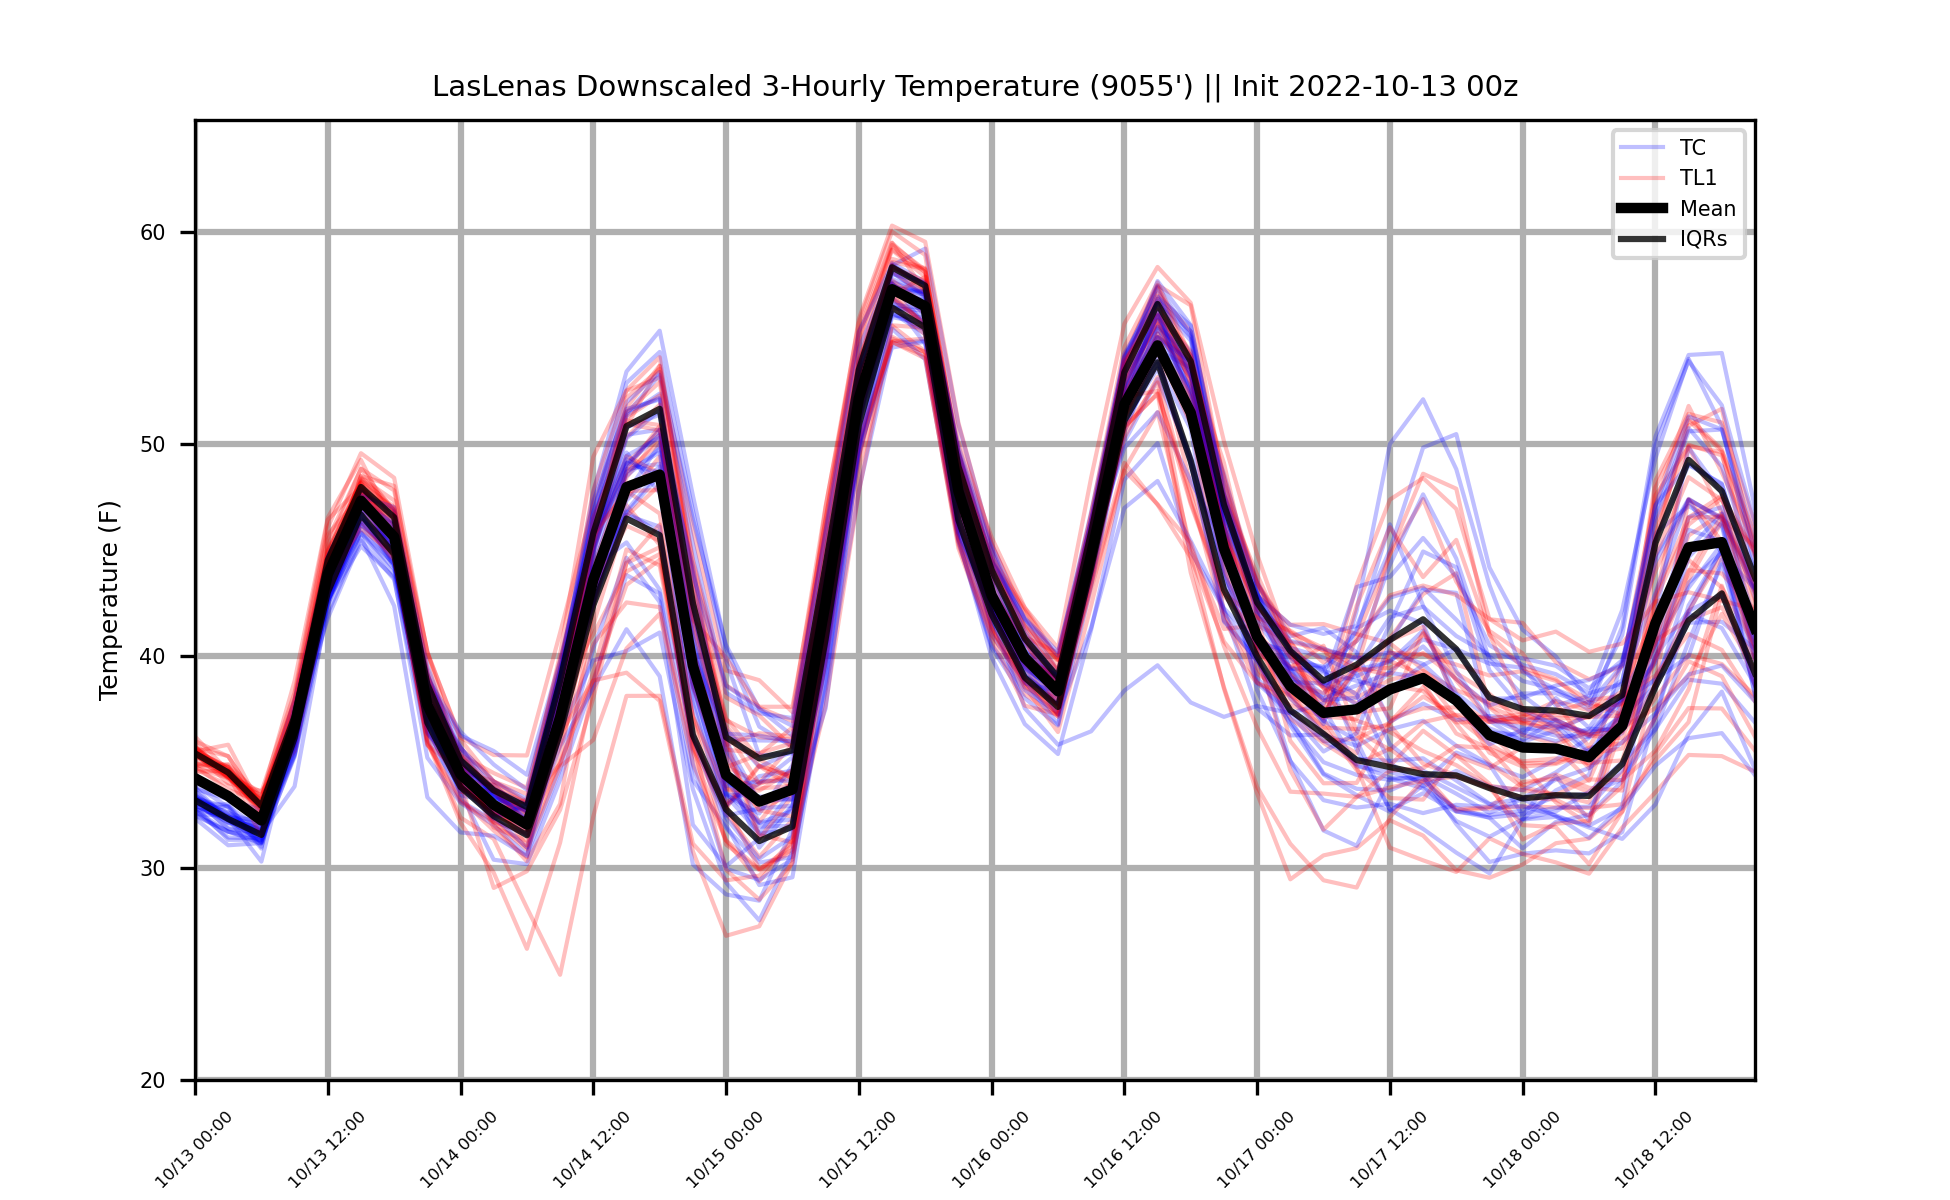 LasLenas Downscaled 3-Hourly Temperature (9055') || Init 2022-10-13 00z
TC
TL1
Mean
IQRs
Temperature (F)
60
50
40
30
20
10/13 00:00
10/13 12:00
10/14 00:00
10/14 12:00
10/15 00:00
10/15 12:00
10/16 00:00
10/16 12:00
10/17 00:00
10/17 12:00
10/18 00:00
10/18 12:00